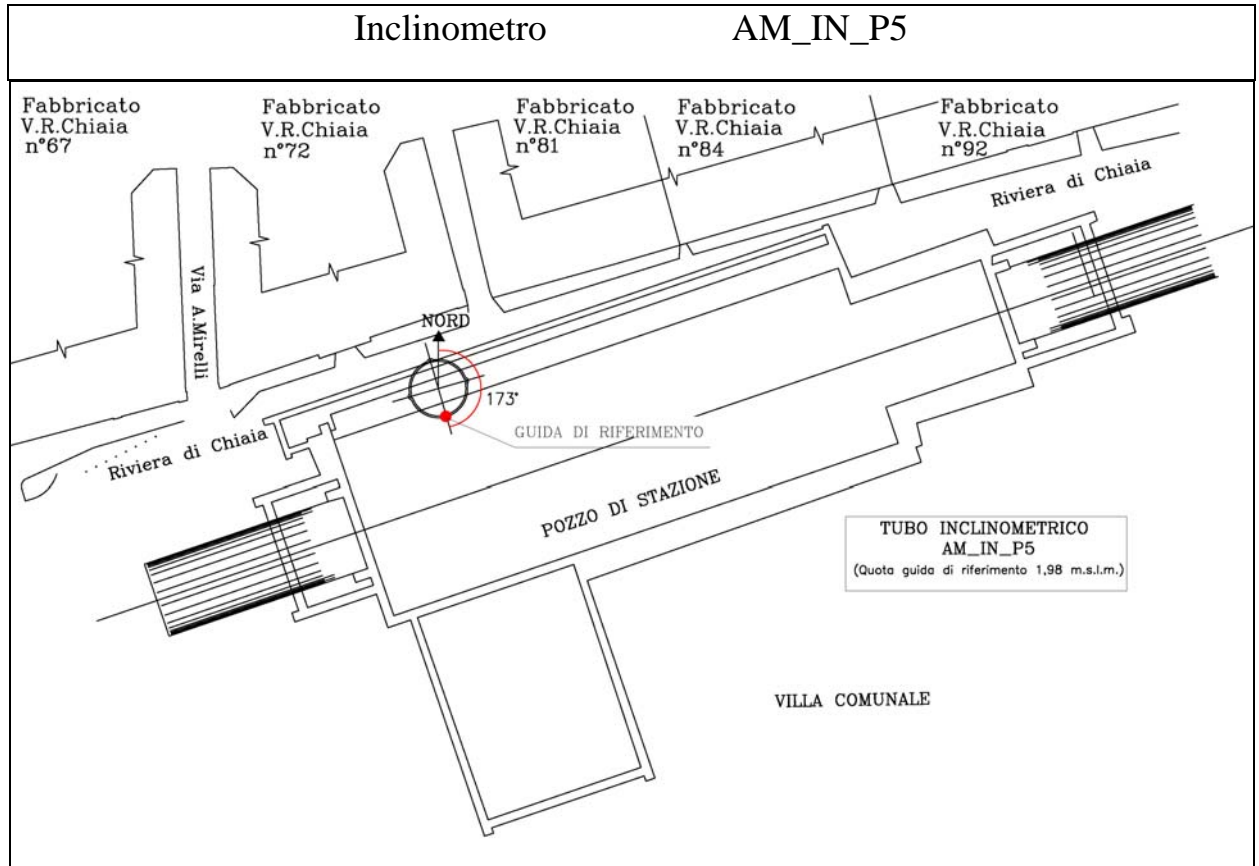 Inclinometro AM_IN_P5
Fabbricato
V.R.Chiaia
n°67
Fabbricato
V.R.Chiaia
n°72
Fabbricato
V.R.Chiaia
n°81
Fabbricato
V.R.Chiaia
n°84
Fabbricato
V.R.Chiaia
n°92
Riviera di Chiaia
Via A.Mirelli
NORD
173°
GUIDA DI RIFERIMENTO
Riviera di Chiaia
POZZO DI STAZIONE
TUBO INCLINOMETRICO
AM_IN_P5
(Quota guida di riferimento 1,98 m.s.l.m.)
VILLA COMUNALE